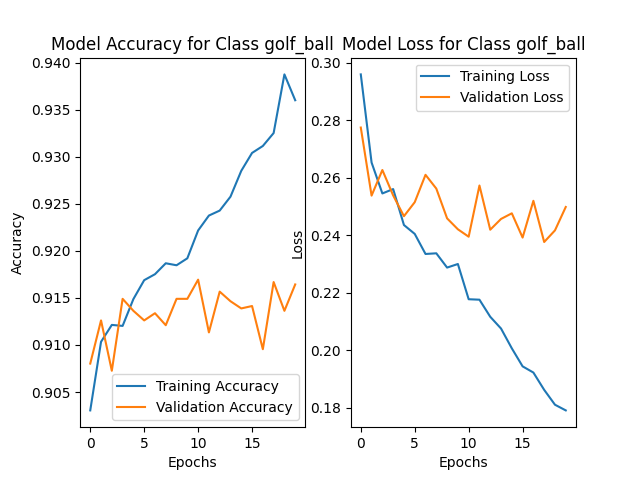 Model Accuracy for Class golf_ball
0.940
0.935
0.930
0.925
0.920
0.915
0.910
0.905
Accuracy
Training Accuracy
Validation Accuracy
0 5 10 15
Epochs
Model Loss for Class golf_ball
0.30
0.28
0.26
0.24
0.22
0.20
0.18
Loss
Training Loss
Validation Loss
0 5 10 15
Epochs